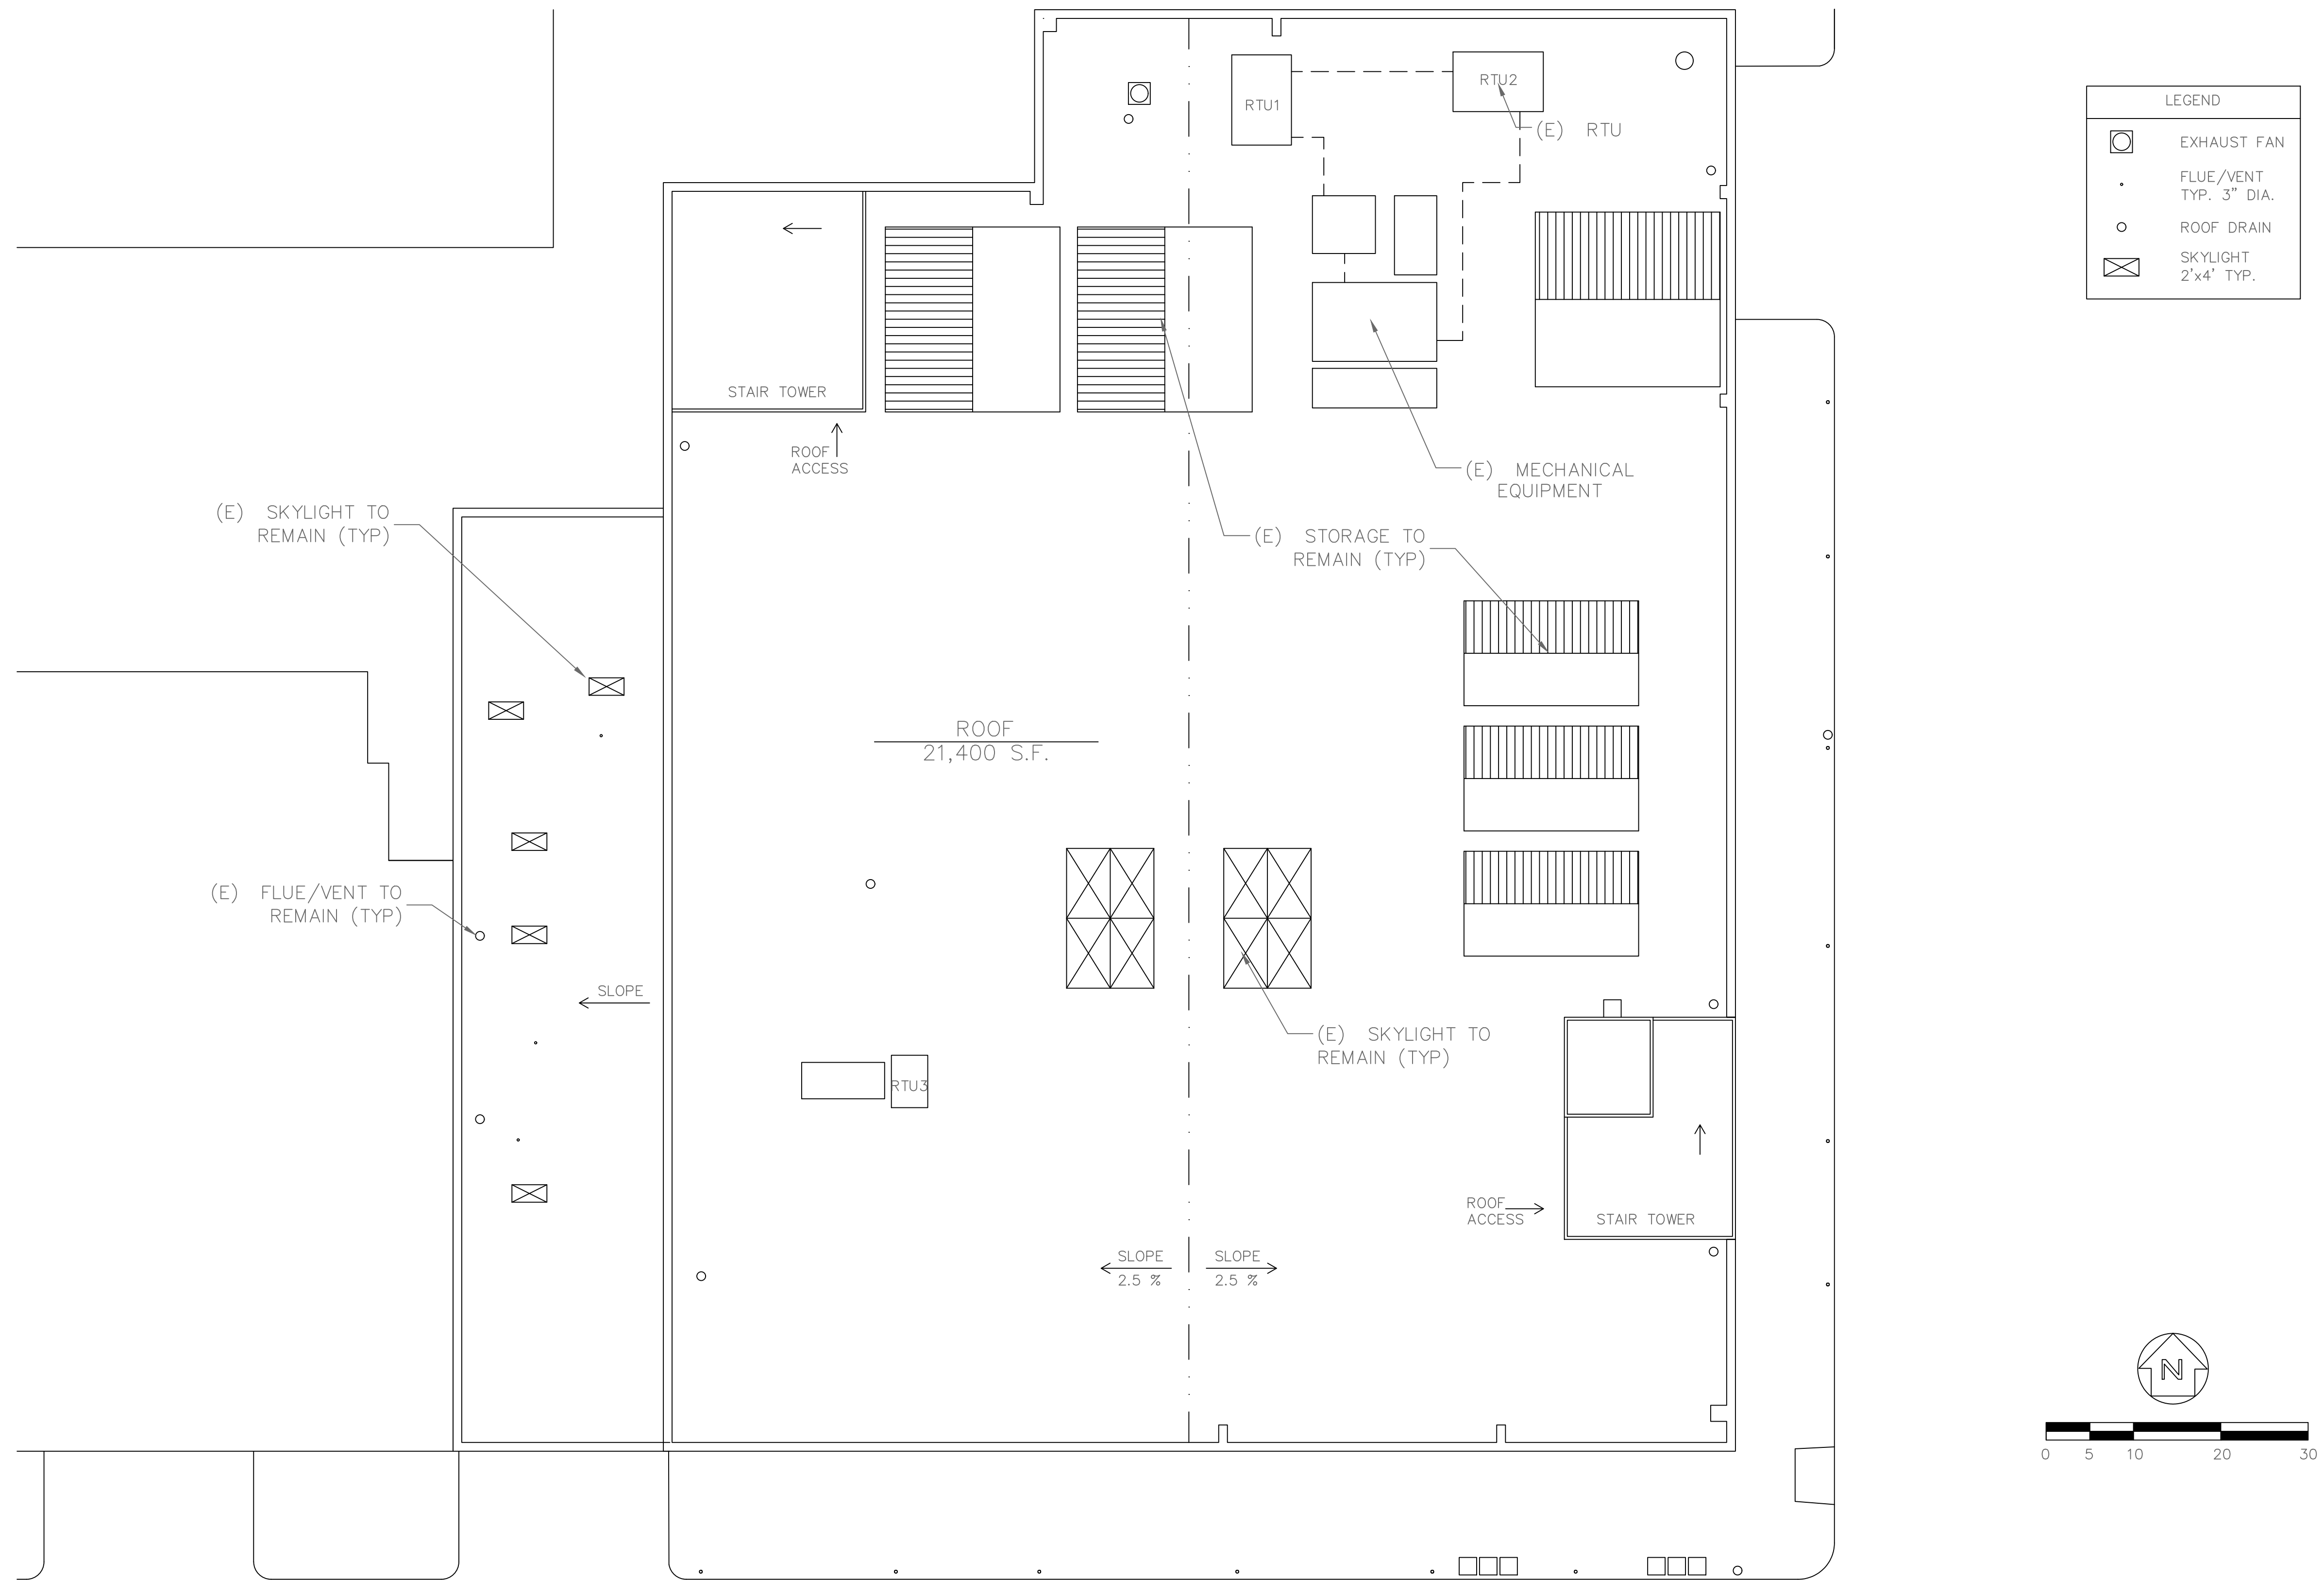 RTU1
RTU2
(E) RTU
LEGEND
EXHAUST FAN
FLUE/VENT
TYP. 3" DIA.
ROOF DRAIN
SKYLIGHT
2'x4' TYP.
STAIR TOWER
ROOF
ACCESS
(E) MECHANICAL
EQUIPMENT
(E) SKYLIGHT TO
REMAIN (TYP)
(E) STORAGE TO
REMAIN (TYP)
ROOF
21,400 S.F.
(E) FLUE/VENT TO
REMAIN (TYP)
SLOPE
(E) SKYLIGHT TO
REMAIN (TYP)
RTU3
ROOF
ACCESS
STAIR TOWER
SLOPE
2.5 %
SLOPE
2.5 %
N
0 5 10 20 30